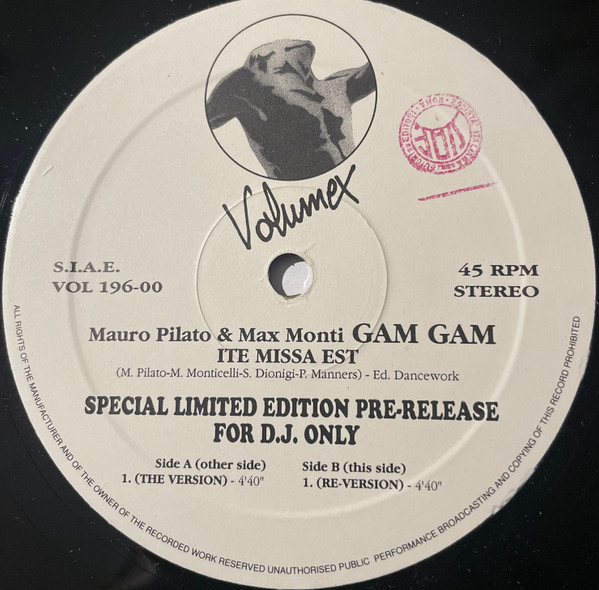 Volumex
S.I.A.E.
VOL 196-00
45 RPM
STEREO
Mauro Pilato & Max Monti GAM GAM
ITE MISSA EST
(M. Pilato-M. Monticelli-S. Dionigi-P. Manners) - Ed. Dancework
SPECIAL LIMITED EDITION PRE-RELEASE
FOR D.J. ONLY
Side A (other side)
1. (THE VERSION) - 4'40"
Side B (this side)
1. (RE-VERSION) - 4'40"
ALL RIGHTS OF THE MANUFACTURER AND OF THE OWNER OF THE RECORDED WORK RESERVED UNAUTHORISED PUBLIC PERFORMANCE BROADCASTING AND COPYING OF THIS RECORD PROHIBITED